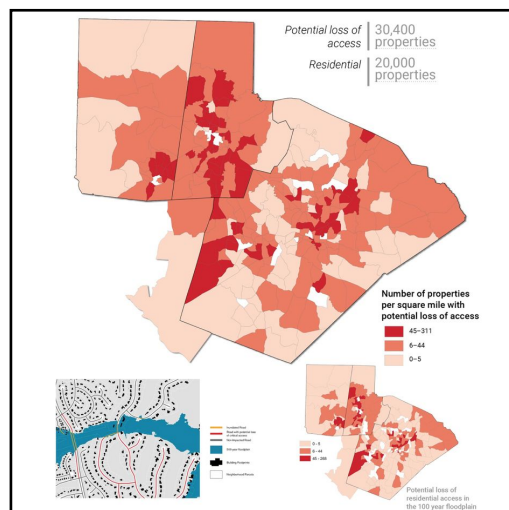 Potential loss of
access
30,400
properties
Residential
20,000
properties
Number of properties
per square mile with
potential loss of access
45–311
6–44
0–5
0 - 5
6 - 44
Potential loss of
residential access in
the 100 year floodplain